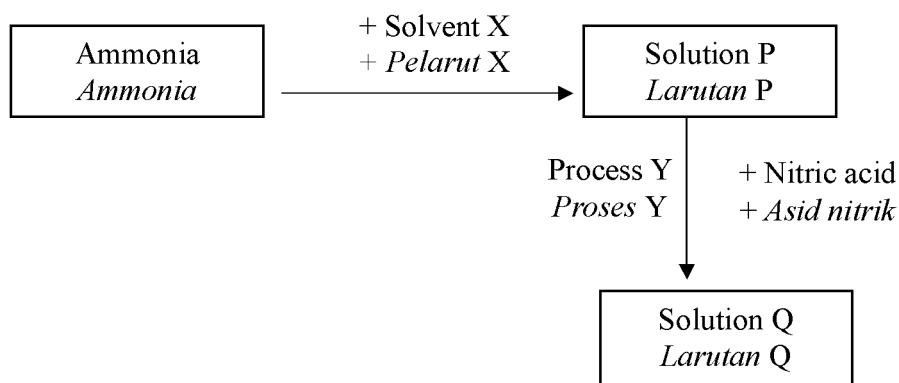 Ammonia
Ammonia
+ Solvent X
+ Pelarut X
Solution P
Larutan P
Process Y
Proses Y
+ Nitric acid
+ Asid nitrik
Solution Q
Larutan Q